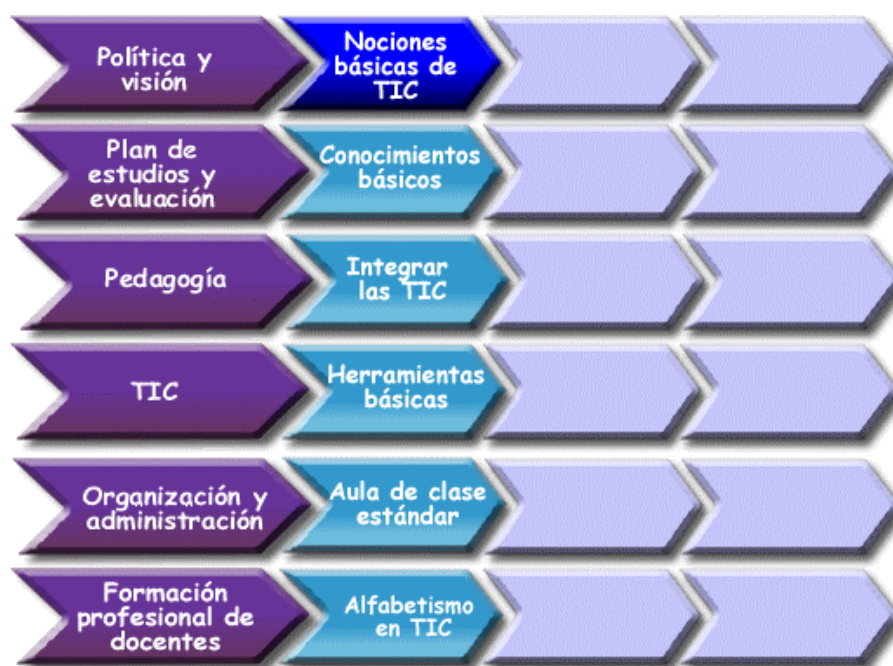 Política y
visión
Nociones
básicas de
TIC
Plan de
estudios y
evaluación
Conocimientos
básicos
Pedagogía
Integrar
las TIC
TIC
Herramientas
básicas
Organización y
administración
Aula de clase
estándar
Formación
profesional de
docentes
Alfabetismo
en TIC